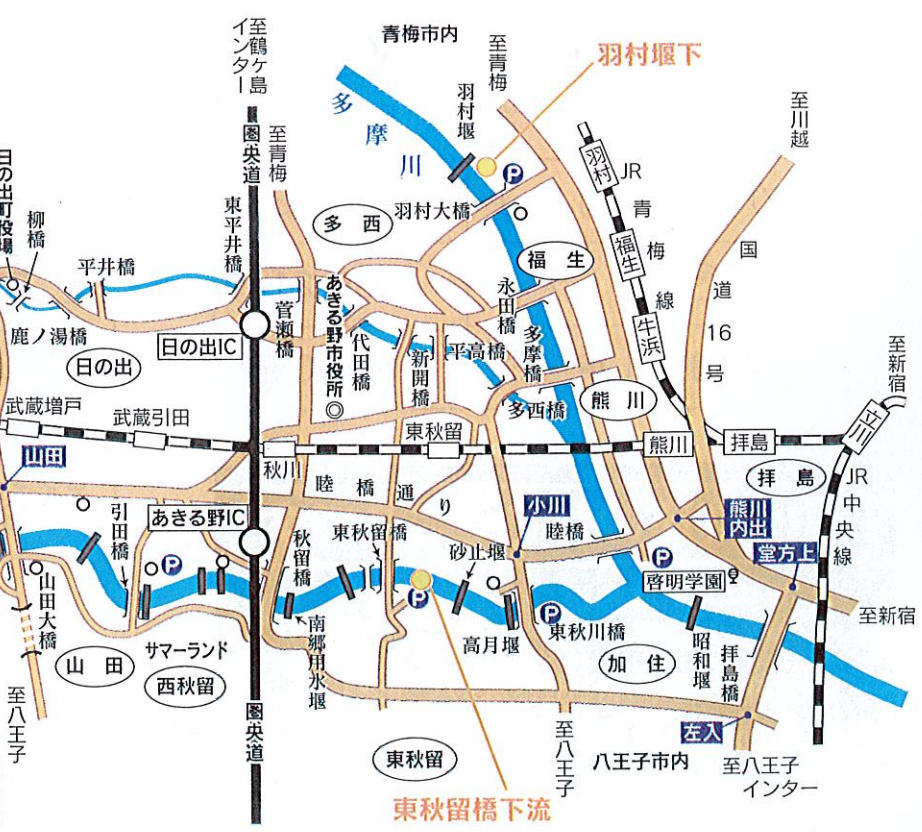 青梅市内
至青梅
羽村堰下
至鶴ヶ島
インター
圏央道
至青梅
多摩川
羽村堰
P
羽村
JR青梅線
至川越
日の出町役場
柳橋
平井橋
東平井橋
多西
羽村大橋
福生
福生
国道16号
鹿ノ湯橋
日の出IC
菅瀬橋
あきる野市役所
代田橋
新開橋
平高橋
永田橋
多摩橋
牛浜
日の出
多西橋
熊川
至新宿
武蔵増戸
武蔵引田
秋川
東秋留
熊川
拝島
立川
山田
睦橋通り
拝島
JR中央線
あきる野IC
引田橋
P
秋留橋
東秋留橋
小川
砂止堰
睦橋
熊川
内出
堂方上
P
啓明学園
至新宿
山田大橋
P
P
南郷用水堰
高月堰
東秋川橋
昭和堰
拝島橋
山田
サマーランド
西秋留
加住
至八王子
圏央道
東秋留
至八王子
八王子市内
左入
至八王子
インター
東秋留橋下流